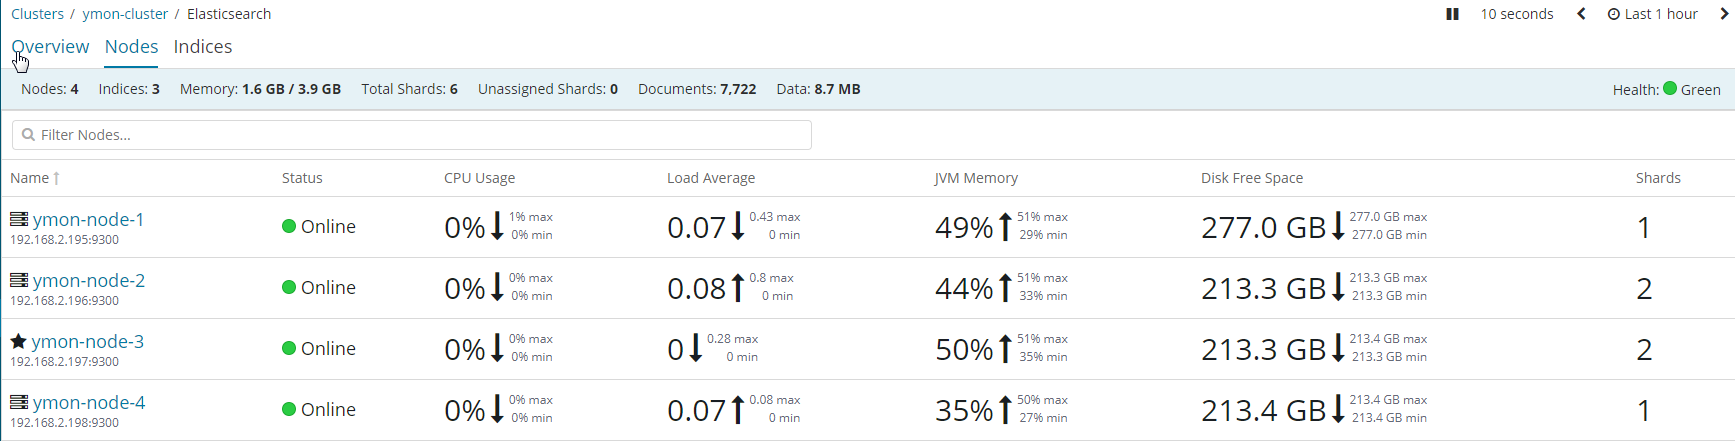 Clusters / ymon-cluster / Elasticsearch 10 seconds Last 1 hour
Overview Nodes Indices
Nodes: 4 Indices: 3 Memory: 1.6 GB / 3.9 GB Total Shards: 6 Unassigned Shards: 0 Documents: 7,722 Data: 8.7 MB Health: Green
Filter Nodes...
Name Status CPU Usage Load Average JVM Memory Disk Free Space Shards
ymon-node-1 Online 0% 1% max 0.07 0.43 max 49% 51% max 277.0 GB 277.0 GB max 1
192.168.2.195:9300 0% min 0 min 29% min 277.0 GB min
ymon-node-2 Online 0% 0% max 0.08 0.8 max 44% 51% max 213.3 GB 213.3 GB max 2
192.168.2.196:9300 0% min 0 min 33% min 213.3 GB min
ymon-node-3 Online 0% 0% max 0 0.28 max 50% 51% max 213.3 GB 213.4 GB max 2
192.168.2.197:9300 0% min 0 min 35% min 213.3 GB min
ymon-node-4 Online 0% 0% max 0.07 0.08 max 35% 50% max 213.4 GB 213.4 GB max 1
192.168.2.198:9300 0% min 0 min 27% min 213.4 GB min